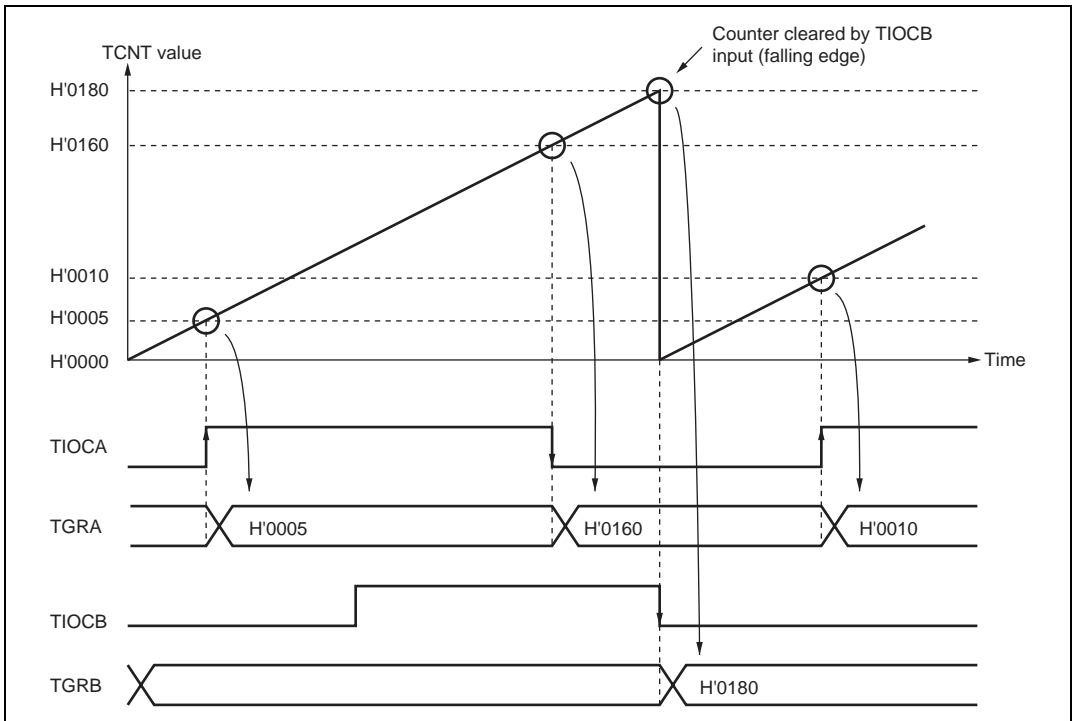 Counter cleared by TIOCB
input (falling edge)
TCNT value
H'0180
H'0160
H'0010
H'0005
H'0000
Time
TIOCA
TGRA
H'0005
H'0160
H'0010
TIOCB
TGRB
H'0180